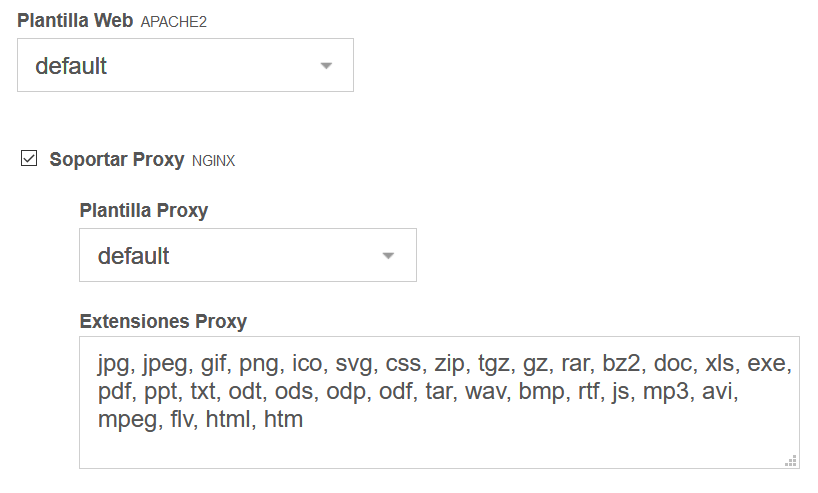 Plantilla Web APACHE2
default
Soportar Proxy NGINX
Plantilla Proxy
default
Extensiones Proxy
jpg, jpeg, gif, png, ico, svg, css, zip, tgz, gz, rar, bz2, doc, xls, exe,
pdf, ppt, txt, odt, ods, odp, odf, tar, wav, bmp, rtf, js, mp3, avi,
mpeg, flv, html, htm